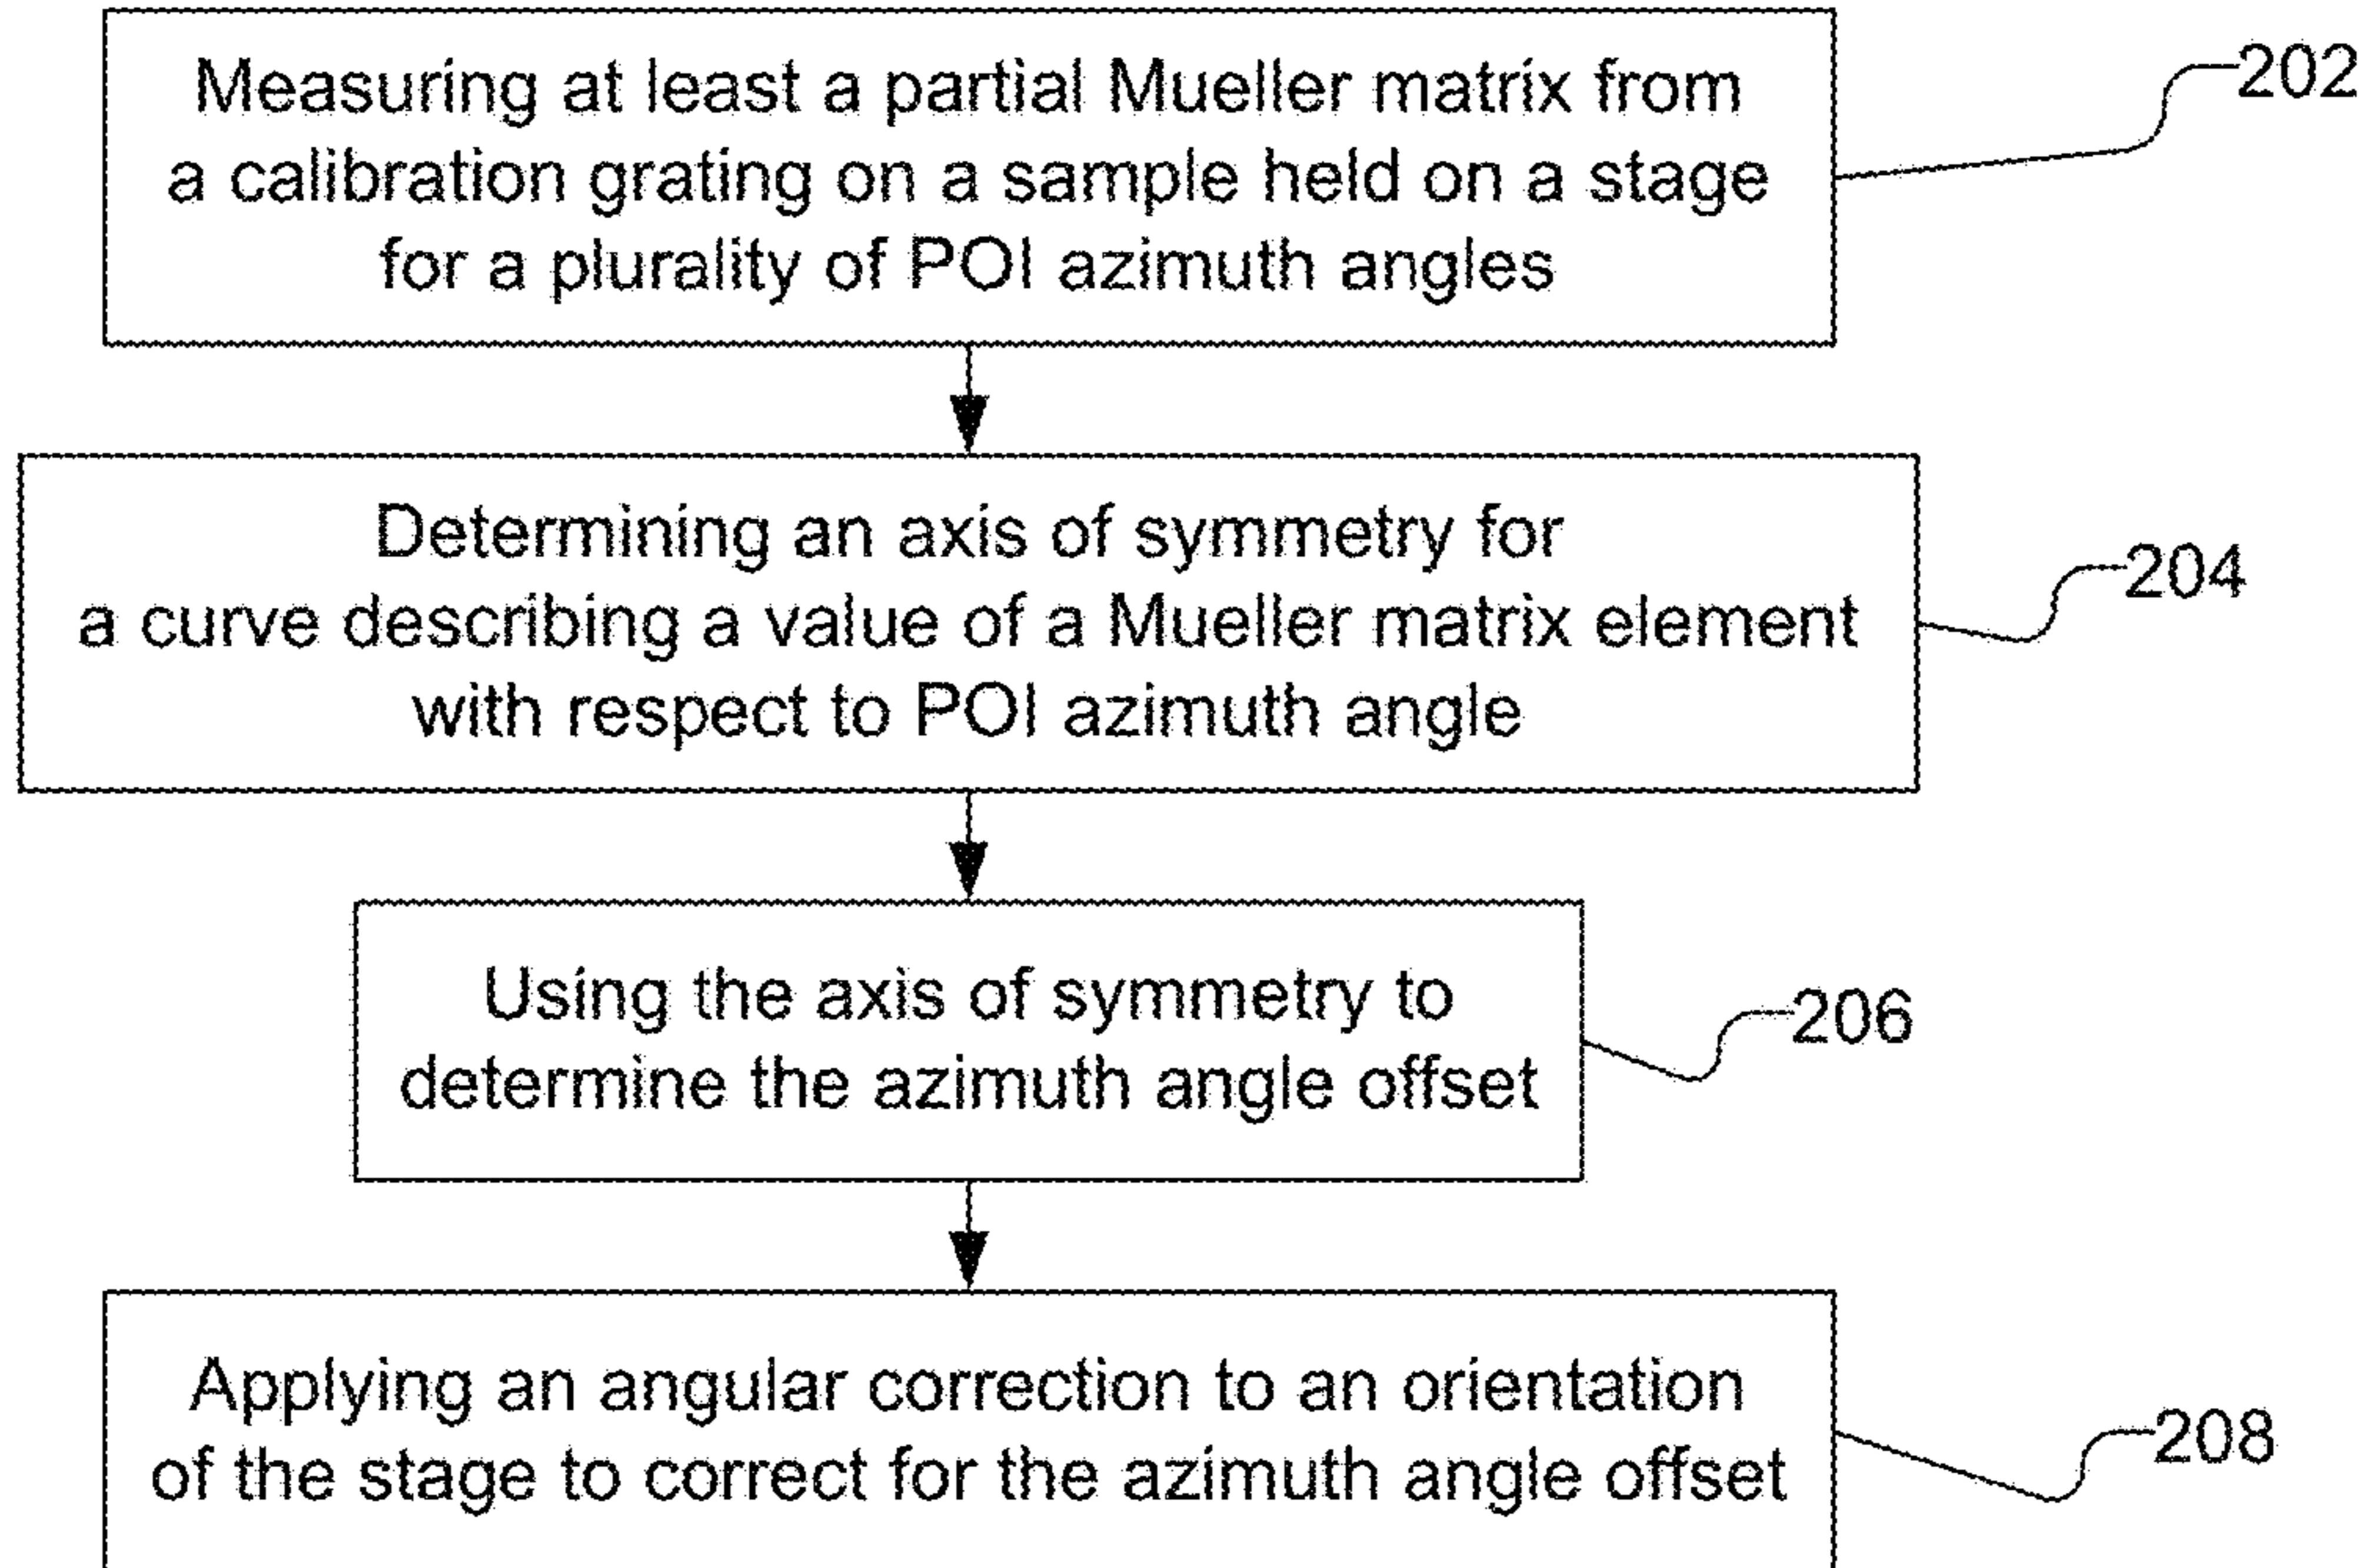 Measuring at least a partial Mueller matrix from
a calibration grating on a sample held on a stage
for a plurality of POI azimuth angles
202
Determining an axis of symmetry for
a curve describing a value of a Mueller matrix element
with respect to POI azimuth angle
204
Using the axis of symmetry to
determine the azimuth angle offset
206
Applying an angular correction to an orientation
of the stage to correct for the azimuth angle offset
208